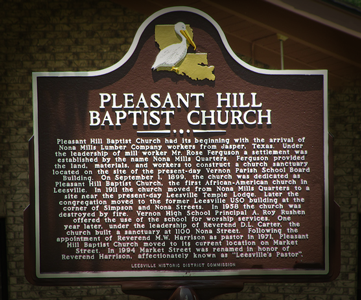 PLEASANT HILL
BAPTIST CHURCH
Pleasant Hill Baptist Church had its beginning with the arrival of
Nona Mills Lumber Company workers from Jasper, Texas. Under
the leadership of mill worker Mr. Rose Ferguson a settlement was
established by the name Nona Mills Quarters. Ferguson provided
the land, materials, and workers to construct a church sanctuary
located on the site of the present-day Vernon Parish School Board
Building. On September 1, 1899, the church was dedicated as
Pleasant Hill Baptist Church, the first African-American church in
Leesville. In 1911 the church moved from Nona Mills Quarters to a
site near the present-day Leesville Front Lodge. Later the
congregation moved to the former Leesville USO building at the
corner of Simpson and Nona Streets. In 1958 the church was
destroyed by fire. Vernon High School Principal A. Roy Rushen
offered the use of the school for worship services. One
year later, under the leadership of Reverend D.L. Carter, the
church built a sanctuary at 1100 Nona Street. Following the
appointment of Reverend M.W. Harrison as pastor in 1971, Pleasant
Hill Baptist Church moved to its current location on Market
Street. In 1994 Market Street was renamed in honor of
Reverend Harrison, affectionately known as "Leesville's Pastor".
LEESVILLE HISTORIC DISTRICT COMMISSION